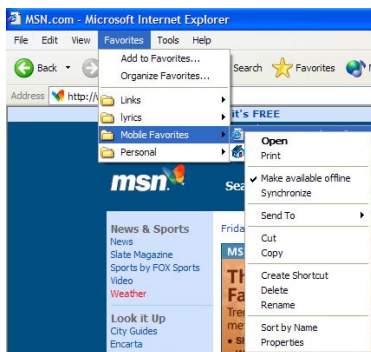 MSN.com - Microsoft Internet Explorer
File Edit View Favorites Tools Help
Back Search Favorites
Add to Favorites...
Organize Favorites...
Address http://
Links
lyrics
Mobile Favorites
Personal
it's FREE
Open
Print
Make available offline
Synchronize
Send To
Cut
Copy
Create Shortcut
Delete
Rename
Sort by Name
Properties
msn
Sea
News & Sports
News
Slate Magazine
Sports by FOX Sports
Video
Weather
Look it Up
City Guides
Encarta
Frida
MS
Th
Fa
Tre
me